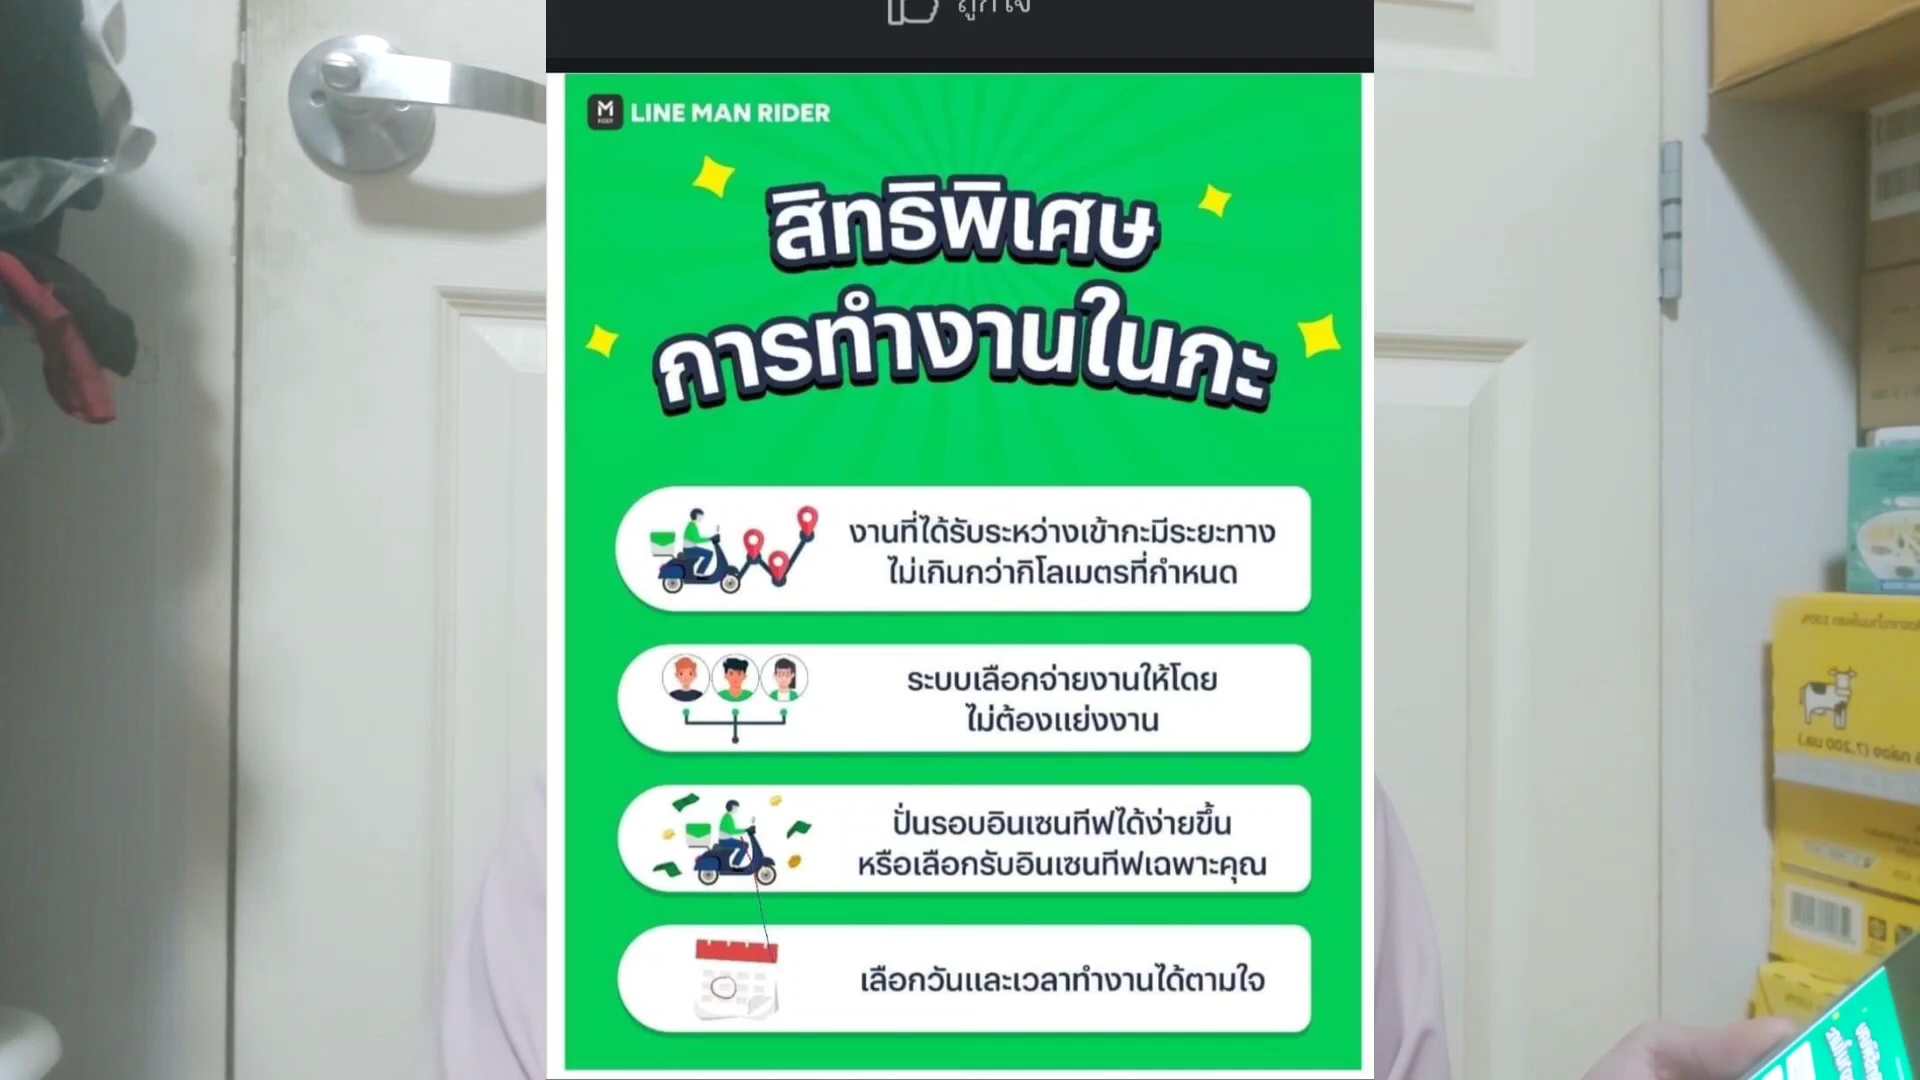 ถูกใจ
M
RIDER
LINE MAN RIDER
สิทธิพิเศษ
การทำงานในกะ
งานที่ได้รับระหว่างเข้ากะมีระยะทาง
ไม่เกินกว่ากิโลเมตรที่กำหนด
ระบบเลือกจ่ายงานให้โดย
ไม่ต้องแย่งงาน
ปั่นรอบอินเซนทีฟได้ง่ายขึ้น
หรือเลือกรับอินเซนทีฟเฉพาะคุณ
เลือกวันและเวลาทำงานได้ตามใจ